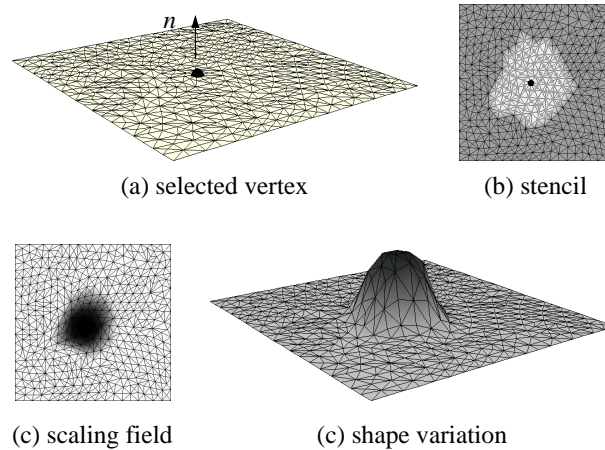 n
(a) selected vertex
(b) stencil
(c) scaling field
(c) shape variation